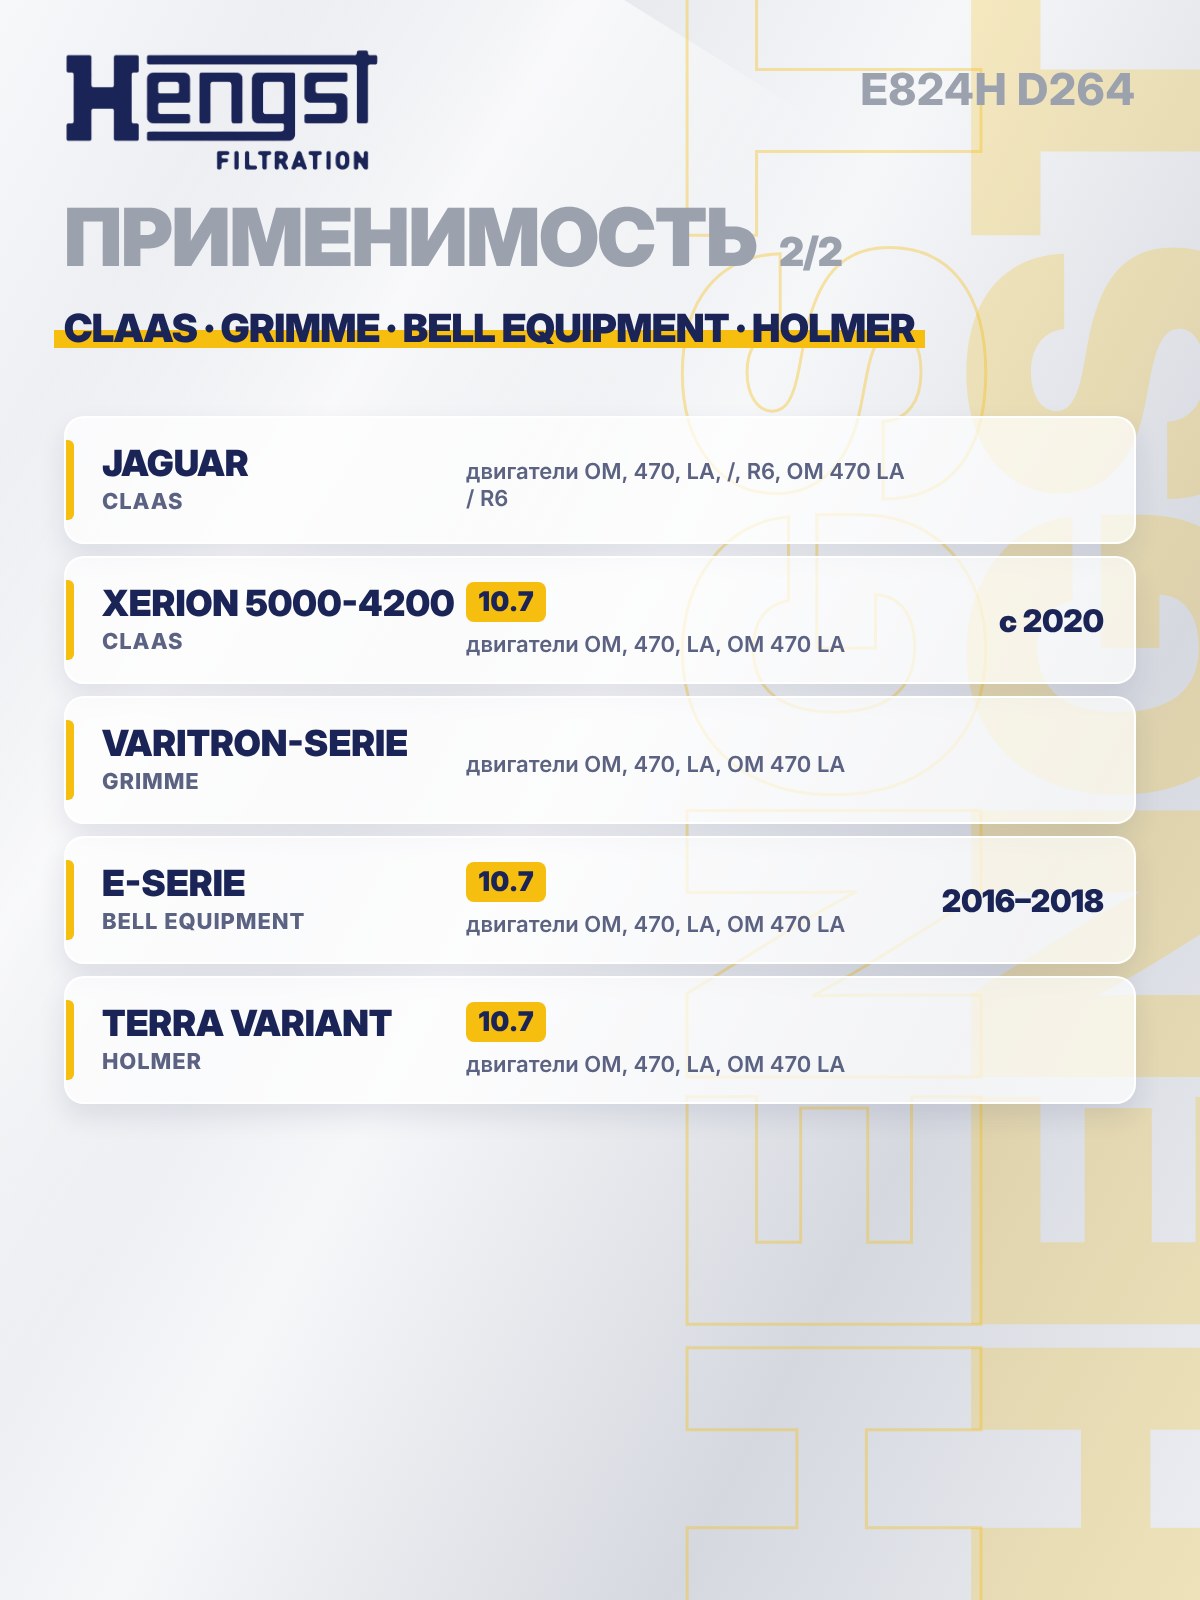 Hengst
FILTRATION
E824H D264
ПРИМЕНИМОСТЬ 2/2
CLAAS · GRIMME · BELL EQUIPMENT · HOLMER
JAGUAR
CLAAS
двигатели OM, 470, LA, /, R6, OM 470 LA
/ R6
XERION 5000-4200
CLAAS
10.7
двигатели OM, 470, LA, OM 470 LA
с 2020
VARITRON-SERIE
GRIMME
двигатели OM, 470, LA, OM 470 LA
E-SERIE
BELL EQUIPMENT
10.7
двигатели OM, 470, LA, OM 470 LA
2016–2018
TERRA VARIANT
HOLMER
10.7
двигатели OM, 470, LA, OM 470 LA
HENGST
HENGST